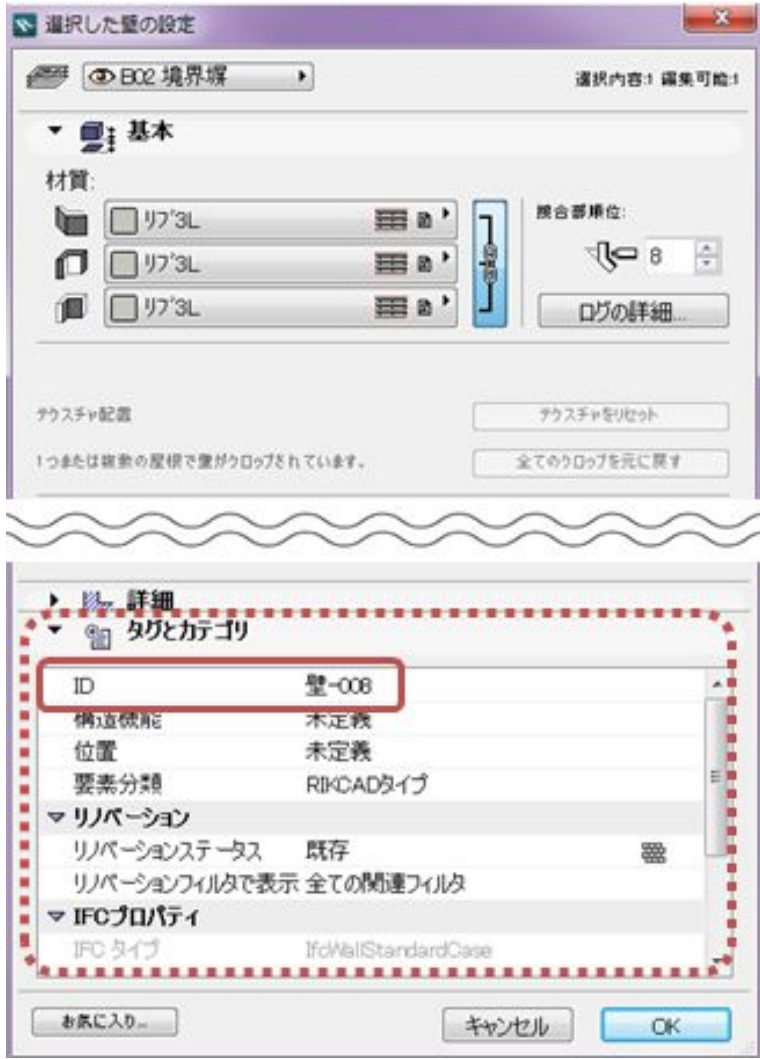 選択した壁の設定
B02 境界塀
選択内容:1 編集可能:1
基本
材質:
リブ3L
接合部順位:
リブ3L
8
リブ3L
ログの詳細...
テクスチャ配置
テクスチャをリセット
1つまたは複数の屋根で壁がクロップされています。
全てのクロップを元に戻す
詳細
タグとカテゴリ
ID 壁-008
構造機能 未定義
位置 未定義
要素分類 RIKCADタイプ
リノベーション
リノベーションステータス 既存
リノベーションフィルタで表示 全ての関連フィルタ
IFCプロパティ
IFC タイプ IfcWallStandardCase
お気に入り...
キャンセル
OK